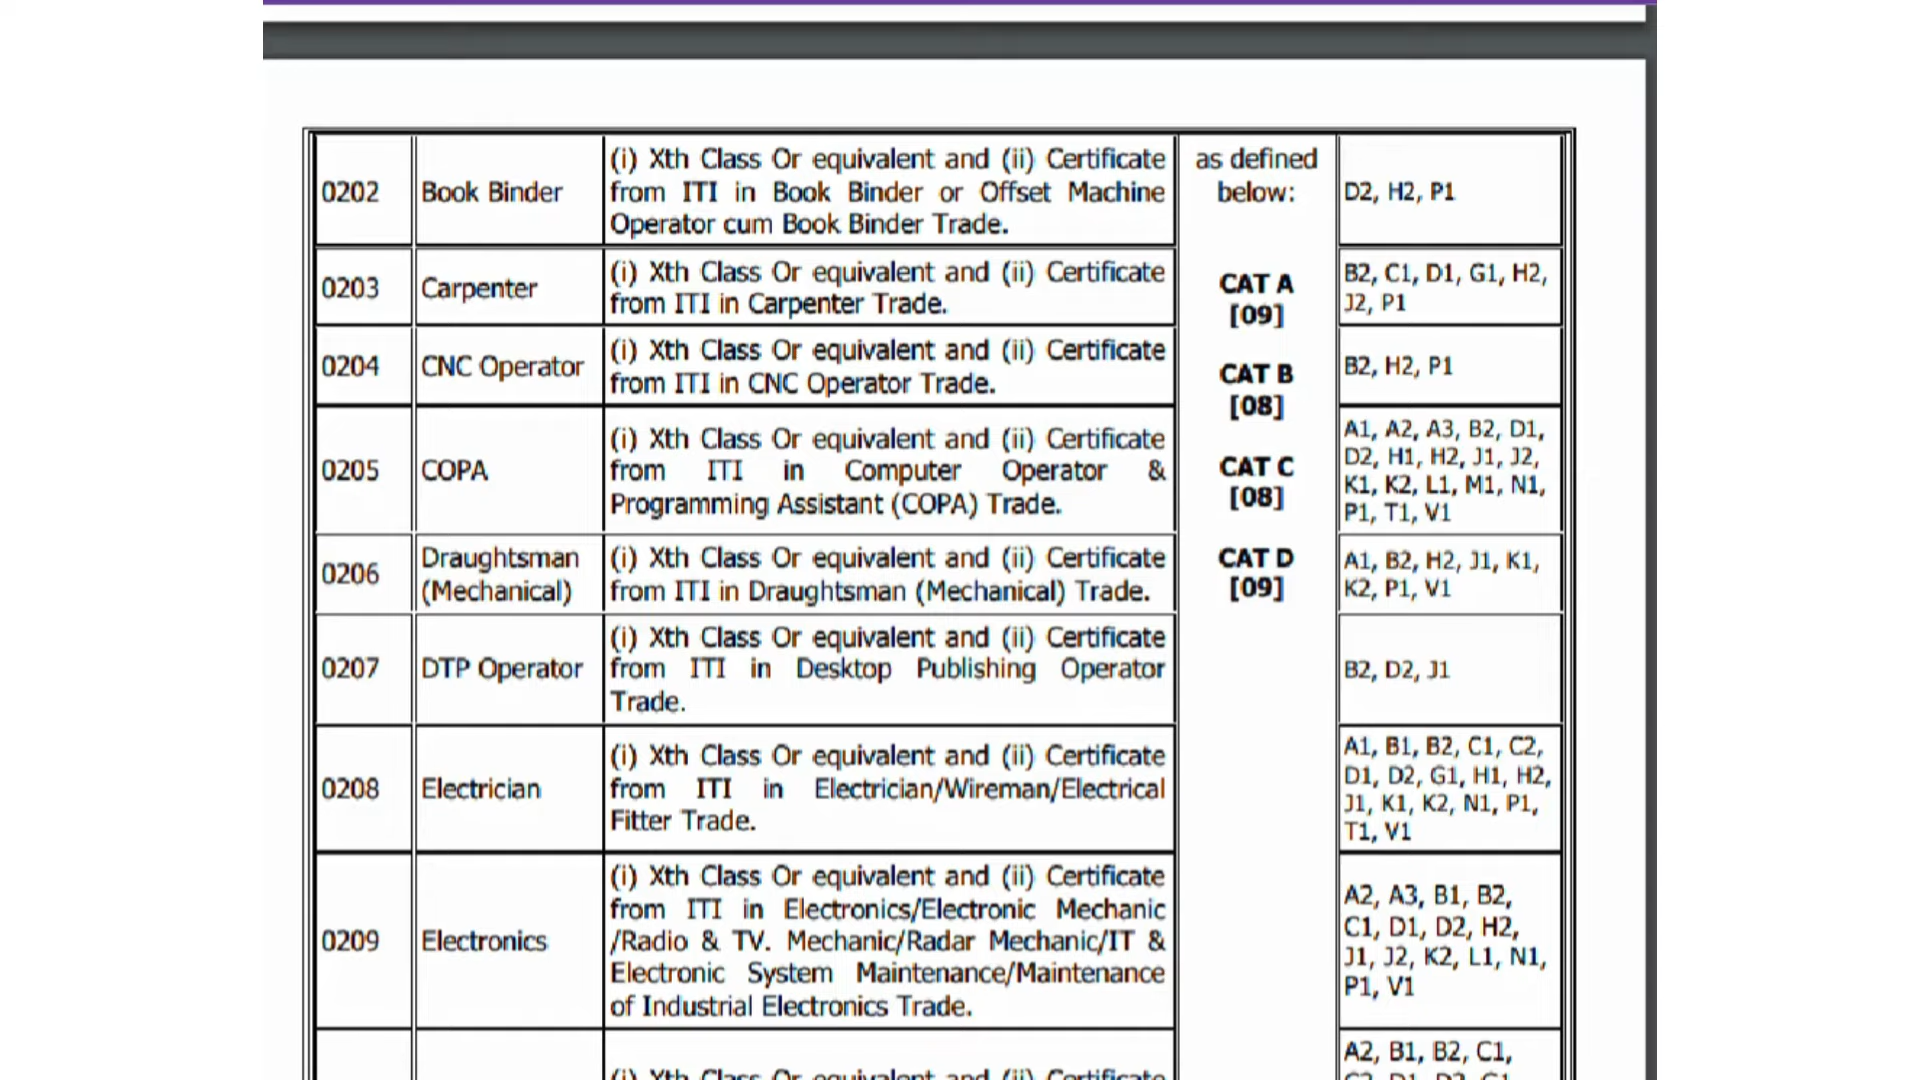 0202
Book Binder
(i) Xth Class Or equivalent and (ii) Certificate
from ITI in Book Binder or Offset Machine
Operator cum Book Binder Trade.
as defined
below:
D2, H2, P1
0203
Carpenter
(i) Xth Class Or equivalent and (ii) Certificate
from ITI in Carpenter Trade.
CAT A
[09]
B2, C1, D1, G1, H2,
J2, P1
0204
CNC Operator
(i) Xth Class Or equivalent and (ii) Certificate
from ITI in CNC Operator Trade.
CAT B
[08]
B2, H2, P1
0205
COPA
(i) Xth Class Or equivalent and (ii) Certificate
from ITI in Computer Operator &
Programming Assistant (COPA) Trade.
CAT C
[08]
A1, A2, A3, B2, D1,
D2, H1, H2, J1, J2,
K1, K2, L1, M1, N1,
P1, T1, V1
0206
Draughtsman
(Mechanical)
(i) Xth Class Or equivalent and (ii) Certificate
from ITI in Draughtsman (Mechanical) Trade.
CAT D
[09]
A1, B2, H2, J1, K1,
K2, P1, V1
0207
DTP Operator
(i) Xth Class Or equivalent and (ii) Certificate
from ITI in Desktop Publishing Operator
Trade.
B2, D2, J1
0208
Electrician
(i) Xth Class Or equivalent and (ii) Certificate
from ITI in Electrician/Wireman/Electrical
Fitter Trade.
A1, B1, B2, C1, C2,
D1, D2, G1, H1, H2,
J1, K1, K2, N1, P1,
T1, V1
0209
Electronics
(i) Xth Class Or equivalent and (ii) Certificate
from ITI in Electronics/Electronic Mechanic
/Radio & TV. Mechanic/Radar Mechanic/IT &
Electronic System Maintenance/Maintenance
of Industrial Electronics Trade.
A2, A3, B1, B2,
C1, D1, D2, H2,
J1, J2, K2, L1, N1,
P1, V1
(i) Xth Class Or equivalent and (ii) Certificate
A2, B1, B2, C1,